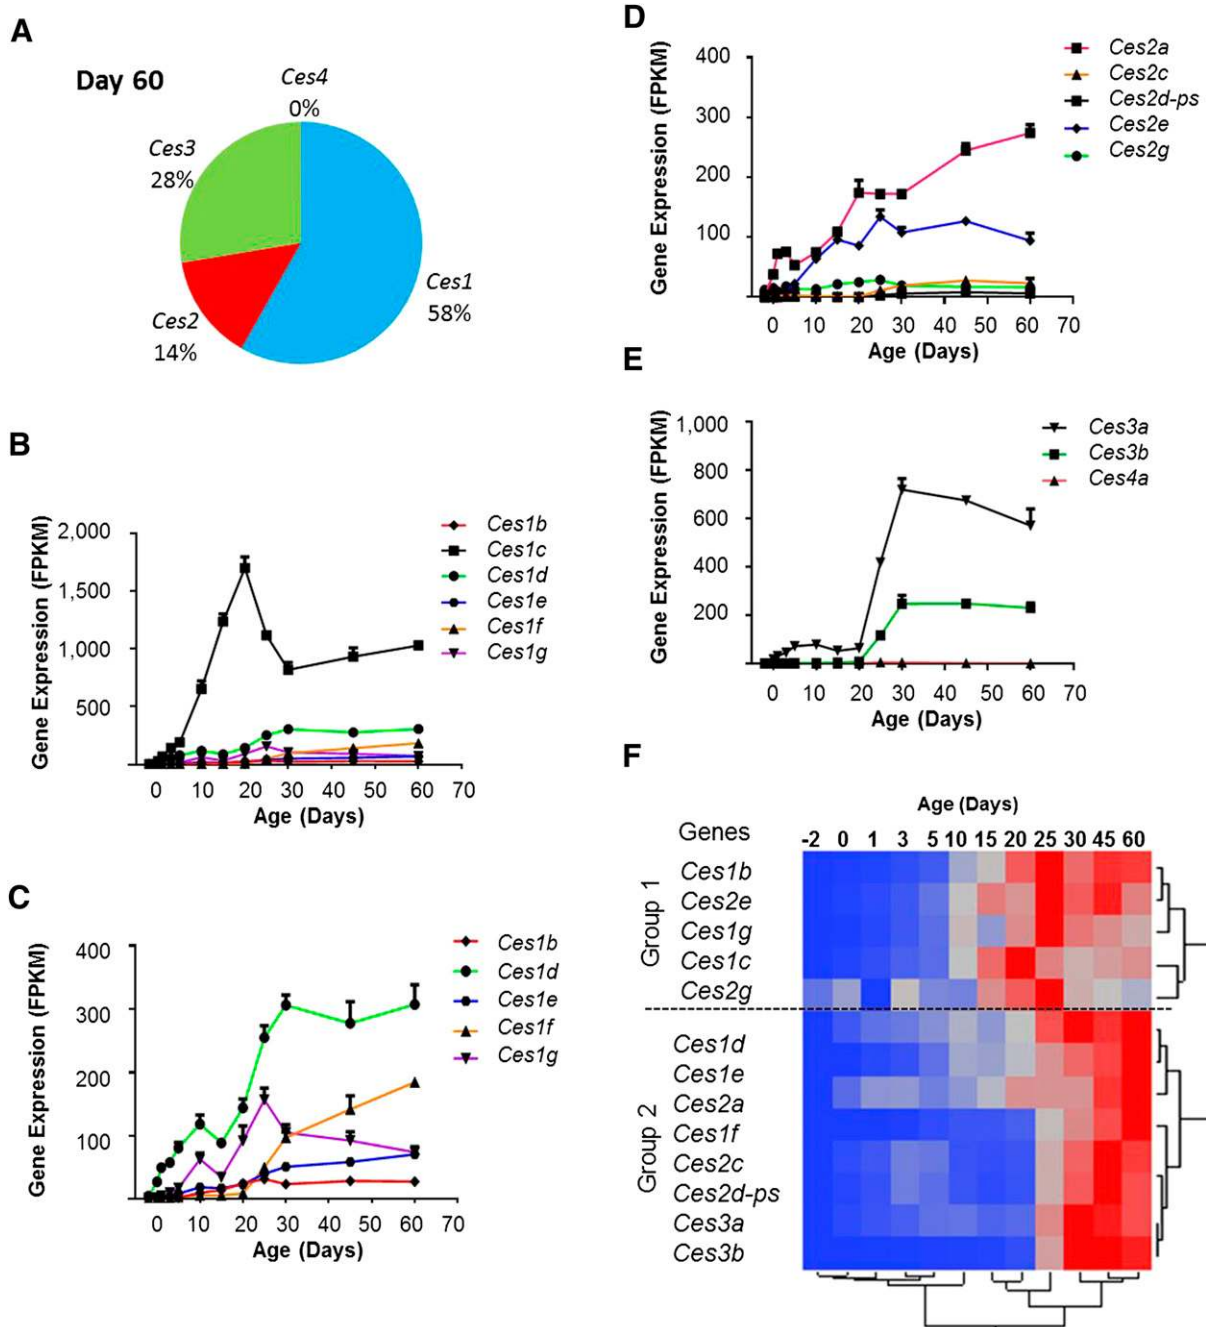 A
Day 60
Ces4
0%
Ces3
28%
Ces1
58%
Ces2
14%
B
Gene Expression (FPKM)
2,000
1,500
1,000
500
0 10 20 30 40 50 60 70
Age (Days)
Ces1b
Ces1c
Ces1d
Ces1e
Ces1f
Ces1g
C
Gene Expression (FPKM)
400
300
200
100
0 10 20 30 40 50 60 70
Age (Days)
Ces1b
Ces1d
Ces1e
Ces1f
Ces1g
D
Gene Expression (FPKM)
400
300
200
100
0 10 20 30 40 50 60 70
Age (Days)
Ces2a
Ces2c
Ces2d-ps
Ces2e
Ces2g
E
Gene Expression (FPKM)
1,000
800
600
400
200
0 10 20 30 40 50 60 70
Age (Days)
Ces3a
Ces3b
Ces4a
F
Age (Days)
Genes -2 0 1 3 5 10 15 20 25 30 45 60
Group 1
Ces1b
Ces2e
Ces1g
Ces1c
Ces2g
Group 2
Ces1d
Ces1e
Ces2a
Ces1f
Ces2c
Ces2d-ps
Ces3a
Ces3b